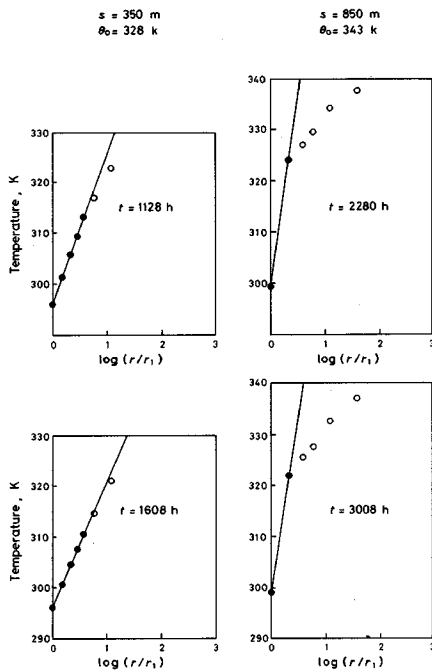 s = 350 m
θ₀= 328 k
s = 850 m
θ₀= 343 k
Temperature , K
330
320
310
300
t = 1128 h
0
1
2
3
log (r/r₁)
340
330
320
310
300
t = 2280 h
0
1
2
3
log (r/r₁)
Temperature, K
330
320
310
300
290
t = 1608 h
0
1
2
3
log (r/r₁)
340
330
320
310
300
290
t = 3008 h
0
1
2
3
log (r/r₁)